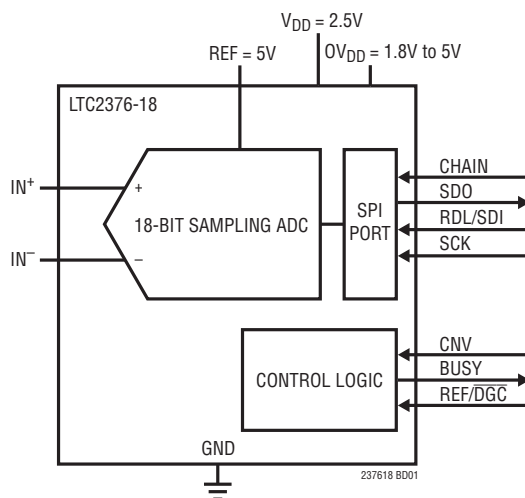 V_DD = 2.5V
OV_DD = 1.8V to 5V
REF = 5V
LTC2376-18
IN⁺
+
18-BIT SAMPLING ADC
IN⁻
–
SPI
PORT
CHAIN
SDO
RDL/SDI
SCK
CONTROL LOGIC
CNV
BUSY
REF/D̅G̅C̅
GND
237618 BD01